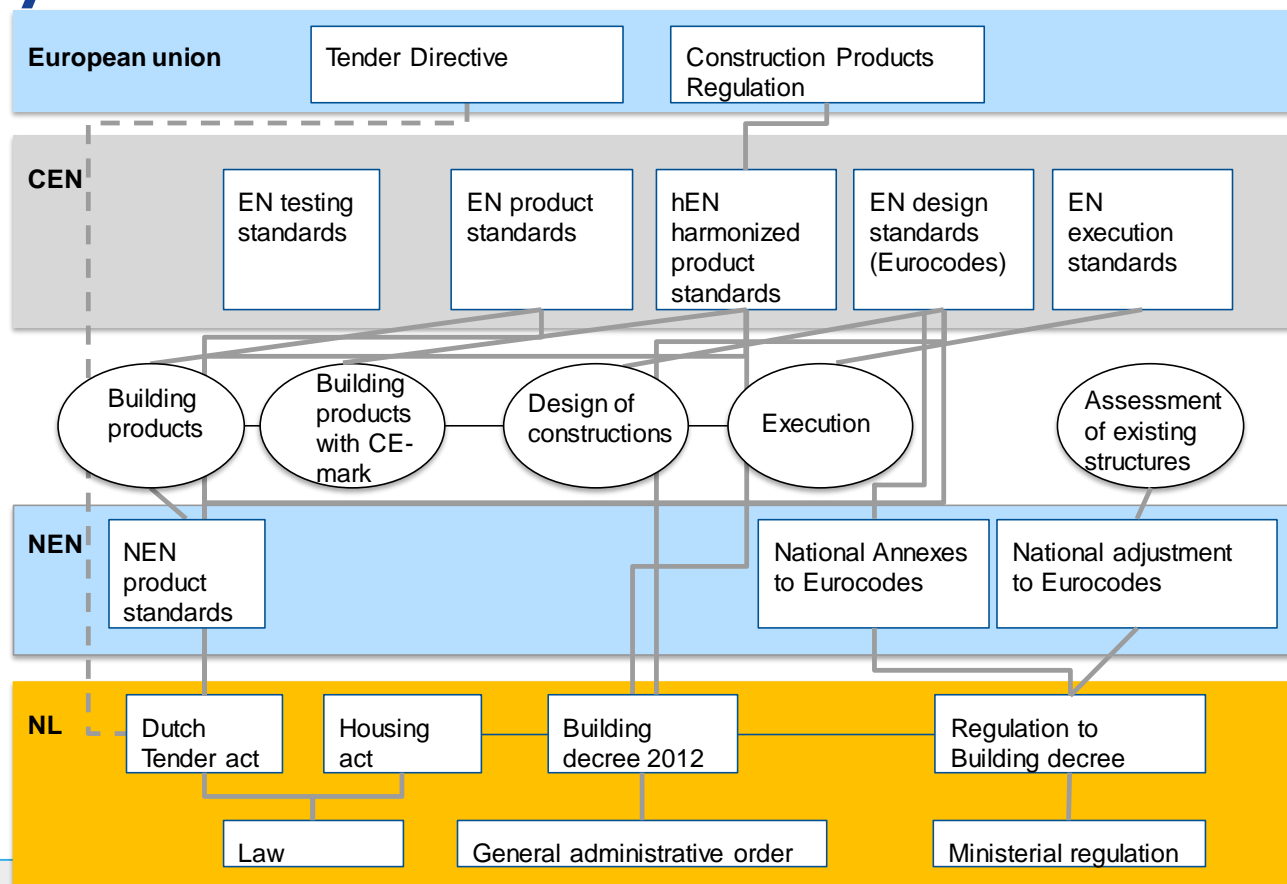 European union
Tender Directive
Construction Products
Regulation
CEN
EN testing
standards
EN product
standards
hEN
harmonized
product
standards
EN design
standards
(Eurocodes)
EN
execution
standards
Building
products
Building
products
with CE-
mark
Design of
constructions
Execution
Assessment
of existing
structures
NEN
NEN
product
standards
National Annexes
to Eurocodes
National adjustment
to Eurocodes
NL
Dutch
Tender act
Housing
act
Building
decree 2012
Regulation to
Building decree
Law
General administrative order
Ministerial regulation